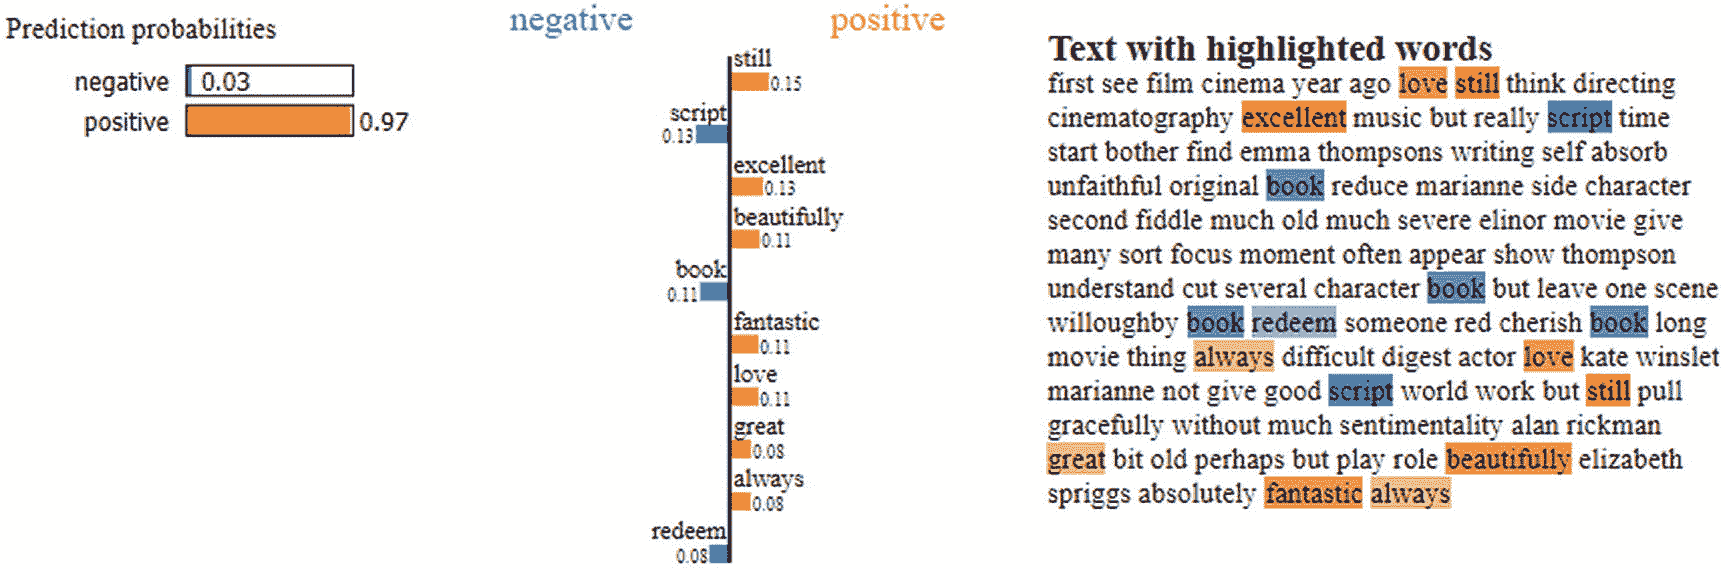 Prediction probabilities
negative 0.03
positive 0.97
negative positive
still
0.15
script
0.13
excellent
0.13
beautifully
0.11
book
0.11
fantastic
0.11
love
0.11
great
0.08
always
0.08
redeem
0.08
Text with highlighted words
first see film cinema year ago love still think directing
cinematography excellent music but really script time
start bother find emma thompsons writing self absorb
unfaithful original book reduce marianne side character
second fiddle much old much severe elinor movie give
many sort focus moment often appear show thompson
understand cut several character book but leave one scene
willoughby book redeem someone red cherish book long
movie thing always difficult digest actor love kate winslet
marianne not give good script world work but still pull
gracefully without much sentimentality alan rickman
great bit old perhaps but play role beautifully elizabeth
spriggs absolutely fantastic always